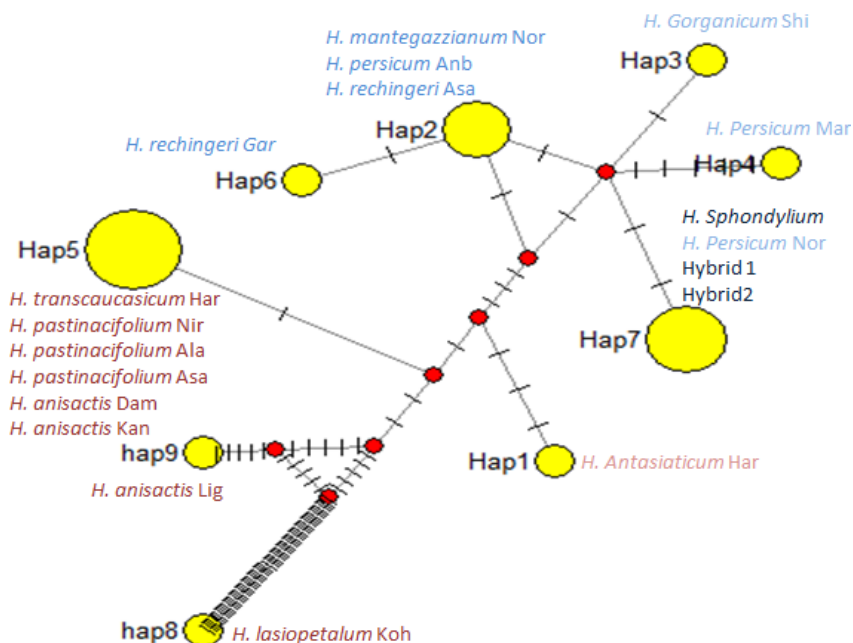 H. Gorganicum Shi
Hap3
H. mantegazzianum Nor
H. persicum Anb
H. rechingeri Asa
Hap2
H. Persicum Mar
Hap4
H. rechingeri Gar
Hap6
H. Sphondylium
H. Persicum Nor
Hybrid 1
Hybrid2
Hap7
Hap5
H. transcaucasicum Har
H. pastinacifolium Nir
H. pastinacifolium Ala
H. pastinacifolium Asa
H. anisactis Dam
H. anisactis Kan
hap9
H. anisactis Lig
Hap1
H. Antasiaticum Har
hap8
H. lasiopetalum Koh